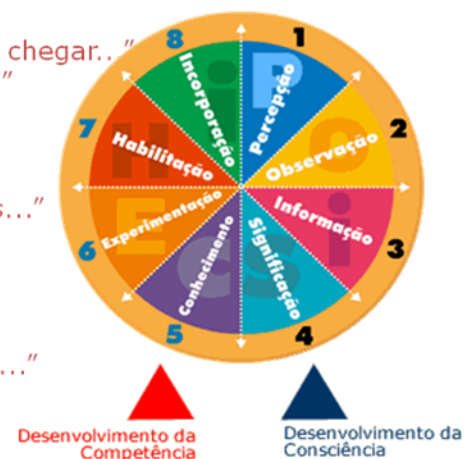 chegar..."
"
s..."
..."
8
1
7
2
6
3
5
4
P
Percepção
O
Observação
i
Informação
S
Significação
C
Conhecimento
E
Experimentação
H
Habilitação
i
Incorporação
Desenvolvimento da
Competência
Desenvolvimento da
Consciência